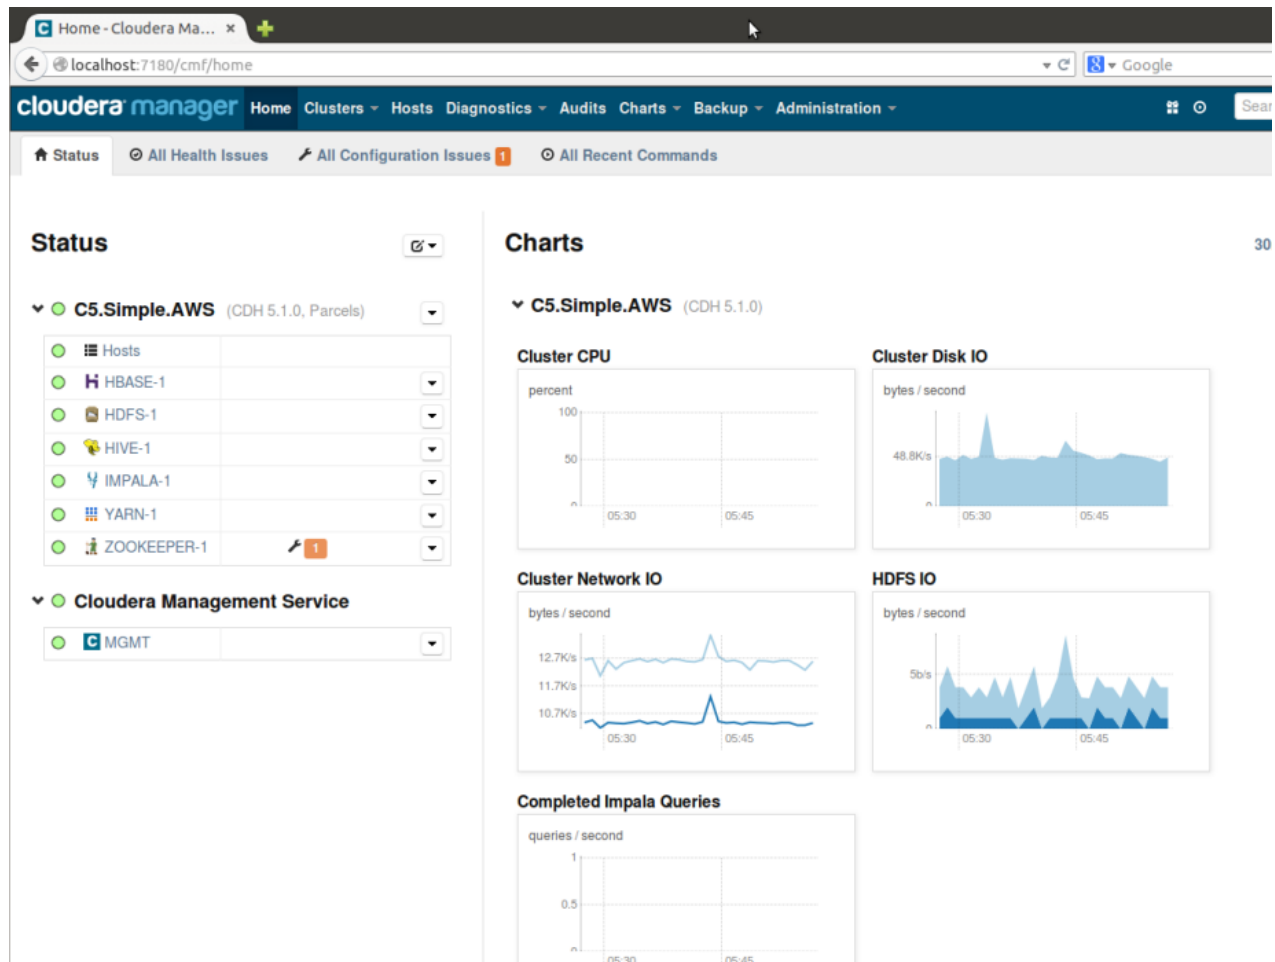 Home - Cloudera Ma...
localhost:7180/cmf/home
Google
cloudera manager Home Clusters Hosts Diagnostics Audits Charts Backup Administration
Status All Health Issues All Configuration Issues 1 All Recent Commands
Status
C5.Simple.AWS (CDH 5.1.0, Parcels)
Hosts
HBASE-1
HDFS-1
HIVE-1
IMPALA-1
YARN-1
ZOOKEEPER-1 1
Cloudera Management Service
MGMT
Charts
30
C5.Simple.AWS (CDH 5.1.0)
Cluster CPU
percent
100
50
0
05:30 05:45
Cluster Disk IO
bytes / second
48.8K/s
0
05:30 05:45
Cluster Network IO
bytes / second
12.7K/s
11.7K/s
10.7K/s
05:30 05:45
HDFS IO
bytes / second
5b/s
0
05:30 05:45
Completed Impala Queries
queries / second
1
0.5
0
05:30 05:45